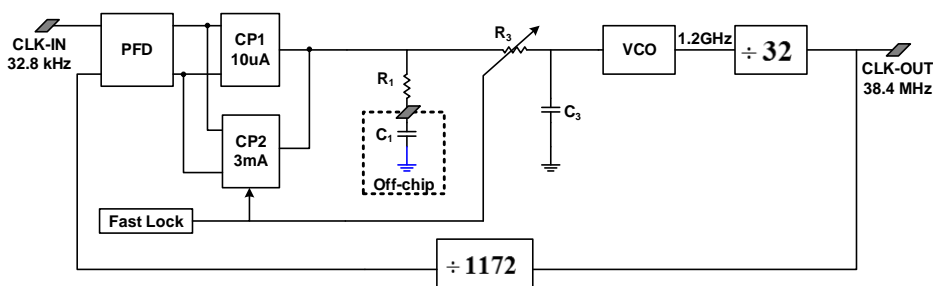 CLK-IN
32.8 kHz
PFD
CP1
10uA
CP2
3mA
Fast Lock
R1
C1
Off-chip
R3
C3
VCO
1.2GHz
÷ 32
CLK-OUT
38.4 MHz
÷ 1172